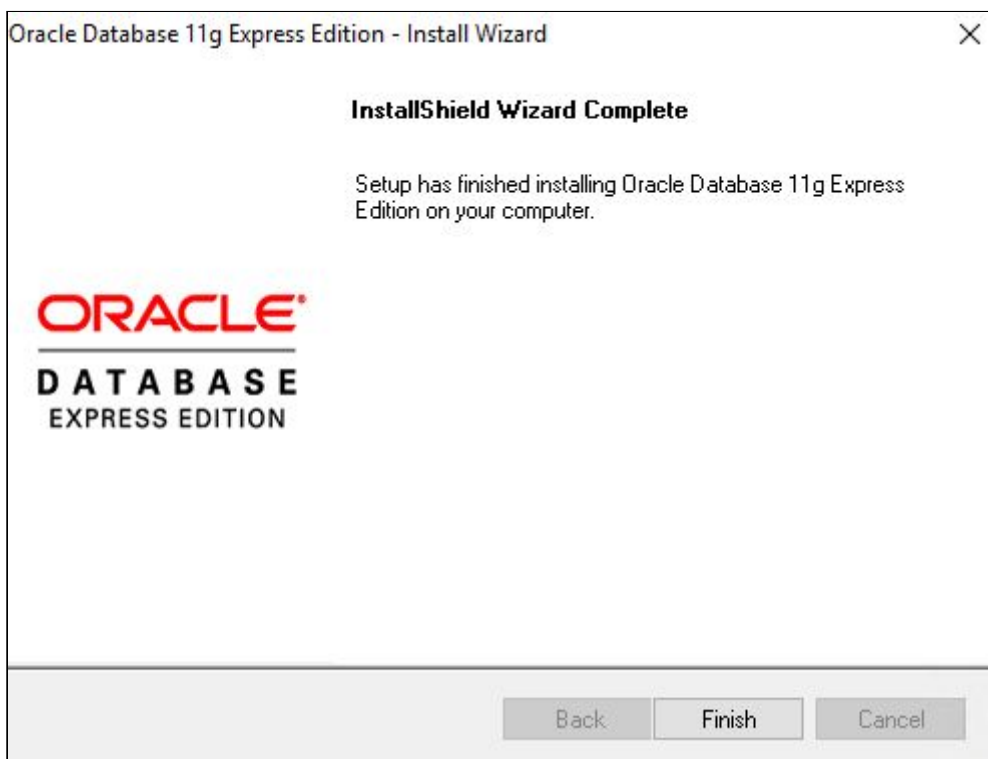 Oracle Database 11g Express Edition - Install Wizard
InstallShield Wizard Complete
Setup has finished installing Oracle Database 11g Express
Edition on your computer.
ORACLE
DATABASE
EXPRESS EDITION
Back
Finish
Cancel